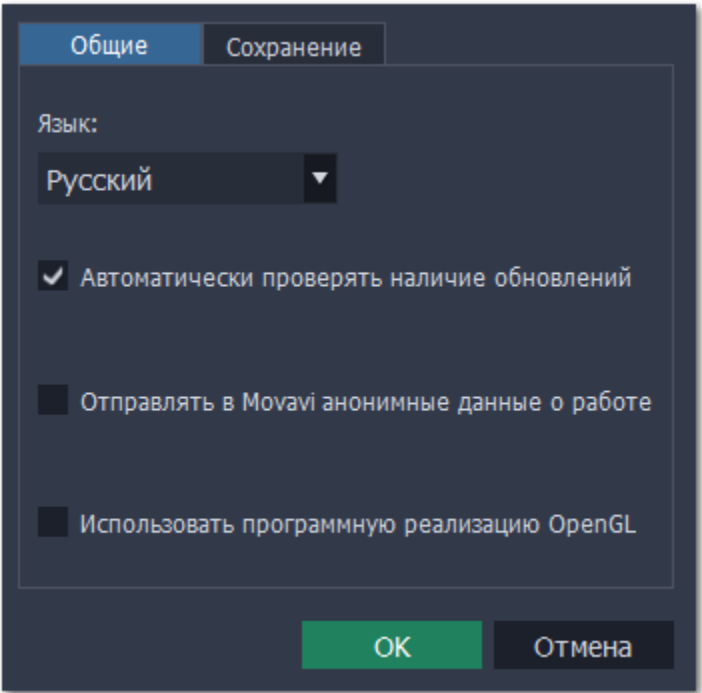 Общие Сохранение
Язык:
Русский
Автоматически проверять наличие обновлений
Отправлять в Movavi анонимные данные о работе
Использовать программную реализацию OpenGL
OK Отмена